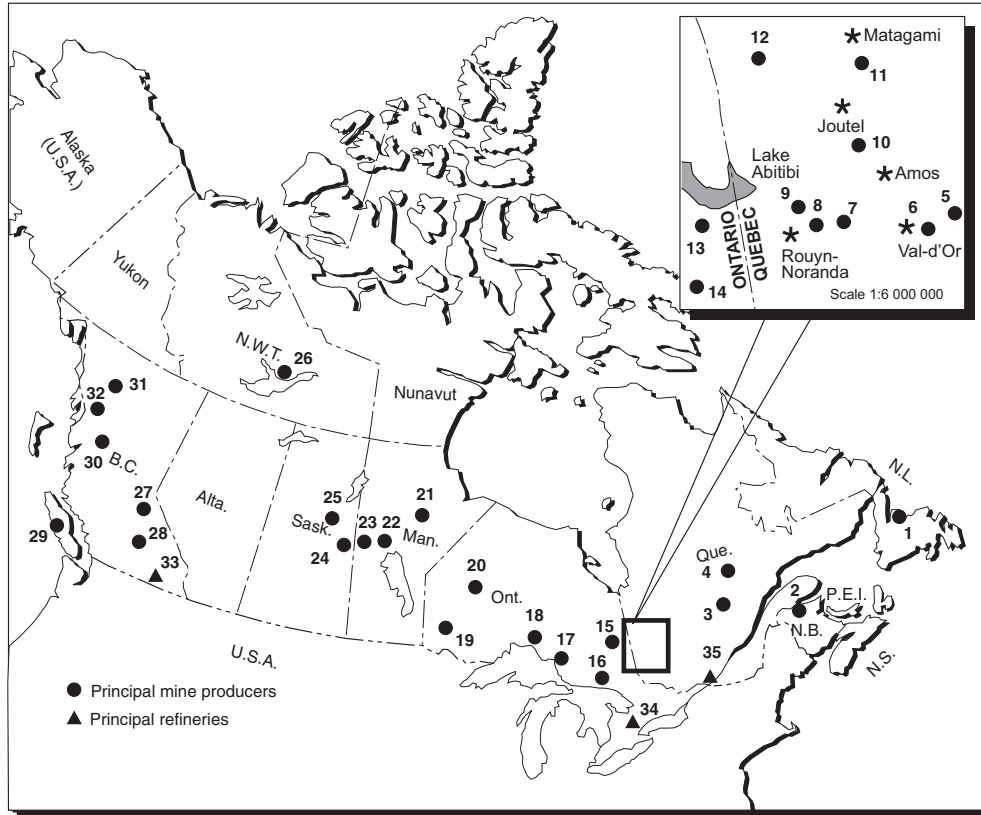 12
Matagami
11
Joutel
10
Lake
Abitibi
Amos
9
8
7
6
5
13
ONTARIO
QUEBEC
Rouyn-
Noranda
Val-d'Or
14
Scale 1:6 000 000
Alaska
(U.S.A.)
Yukon
N.W.T.
26
Nunavut
31
32
30
B.C.
Alta.
27
29
28
33
25
Sask.
24
23
22
21
Man.
20
Ont.
19
18
17
16
15
Que.
4
3
35
34
2
P.E.I.
N.B.
N.S.
N.L.
1
U.S.A.
Principal mine producers
Principal refineries